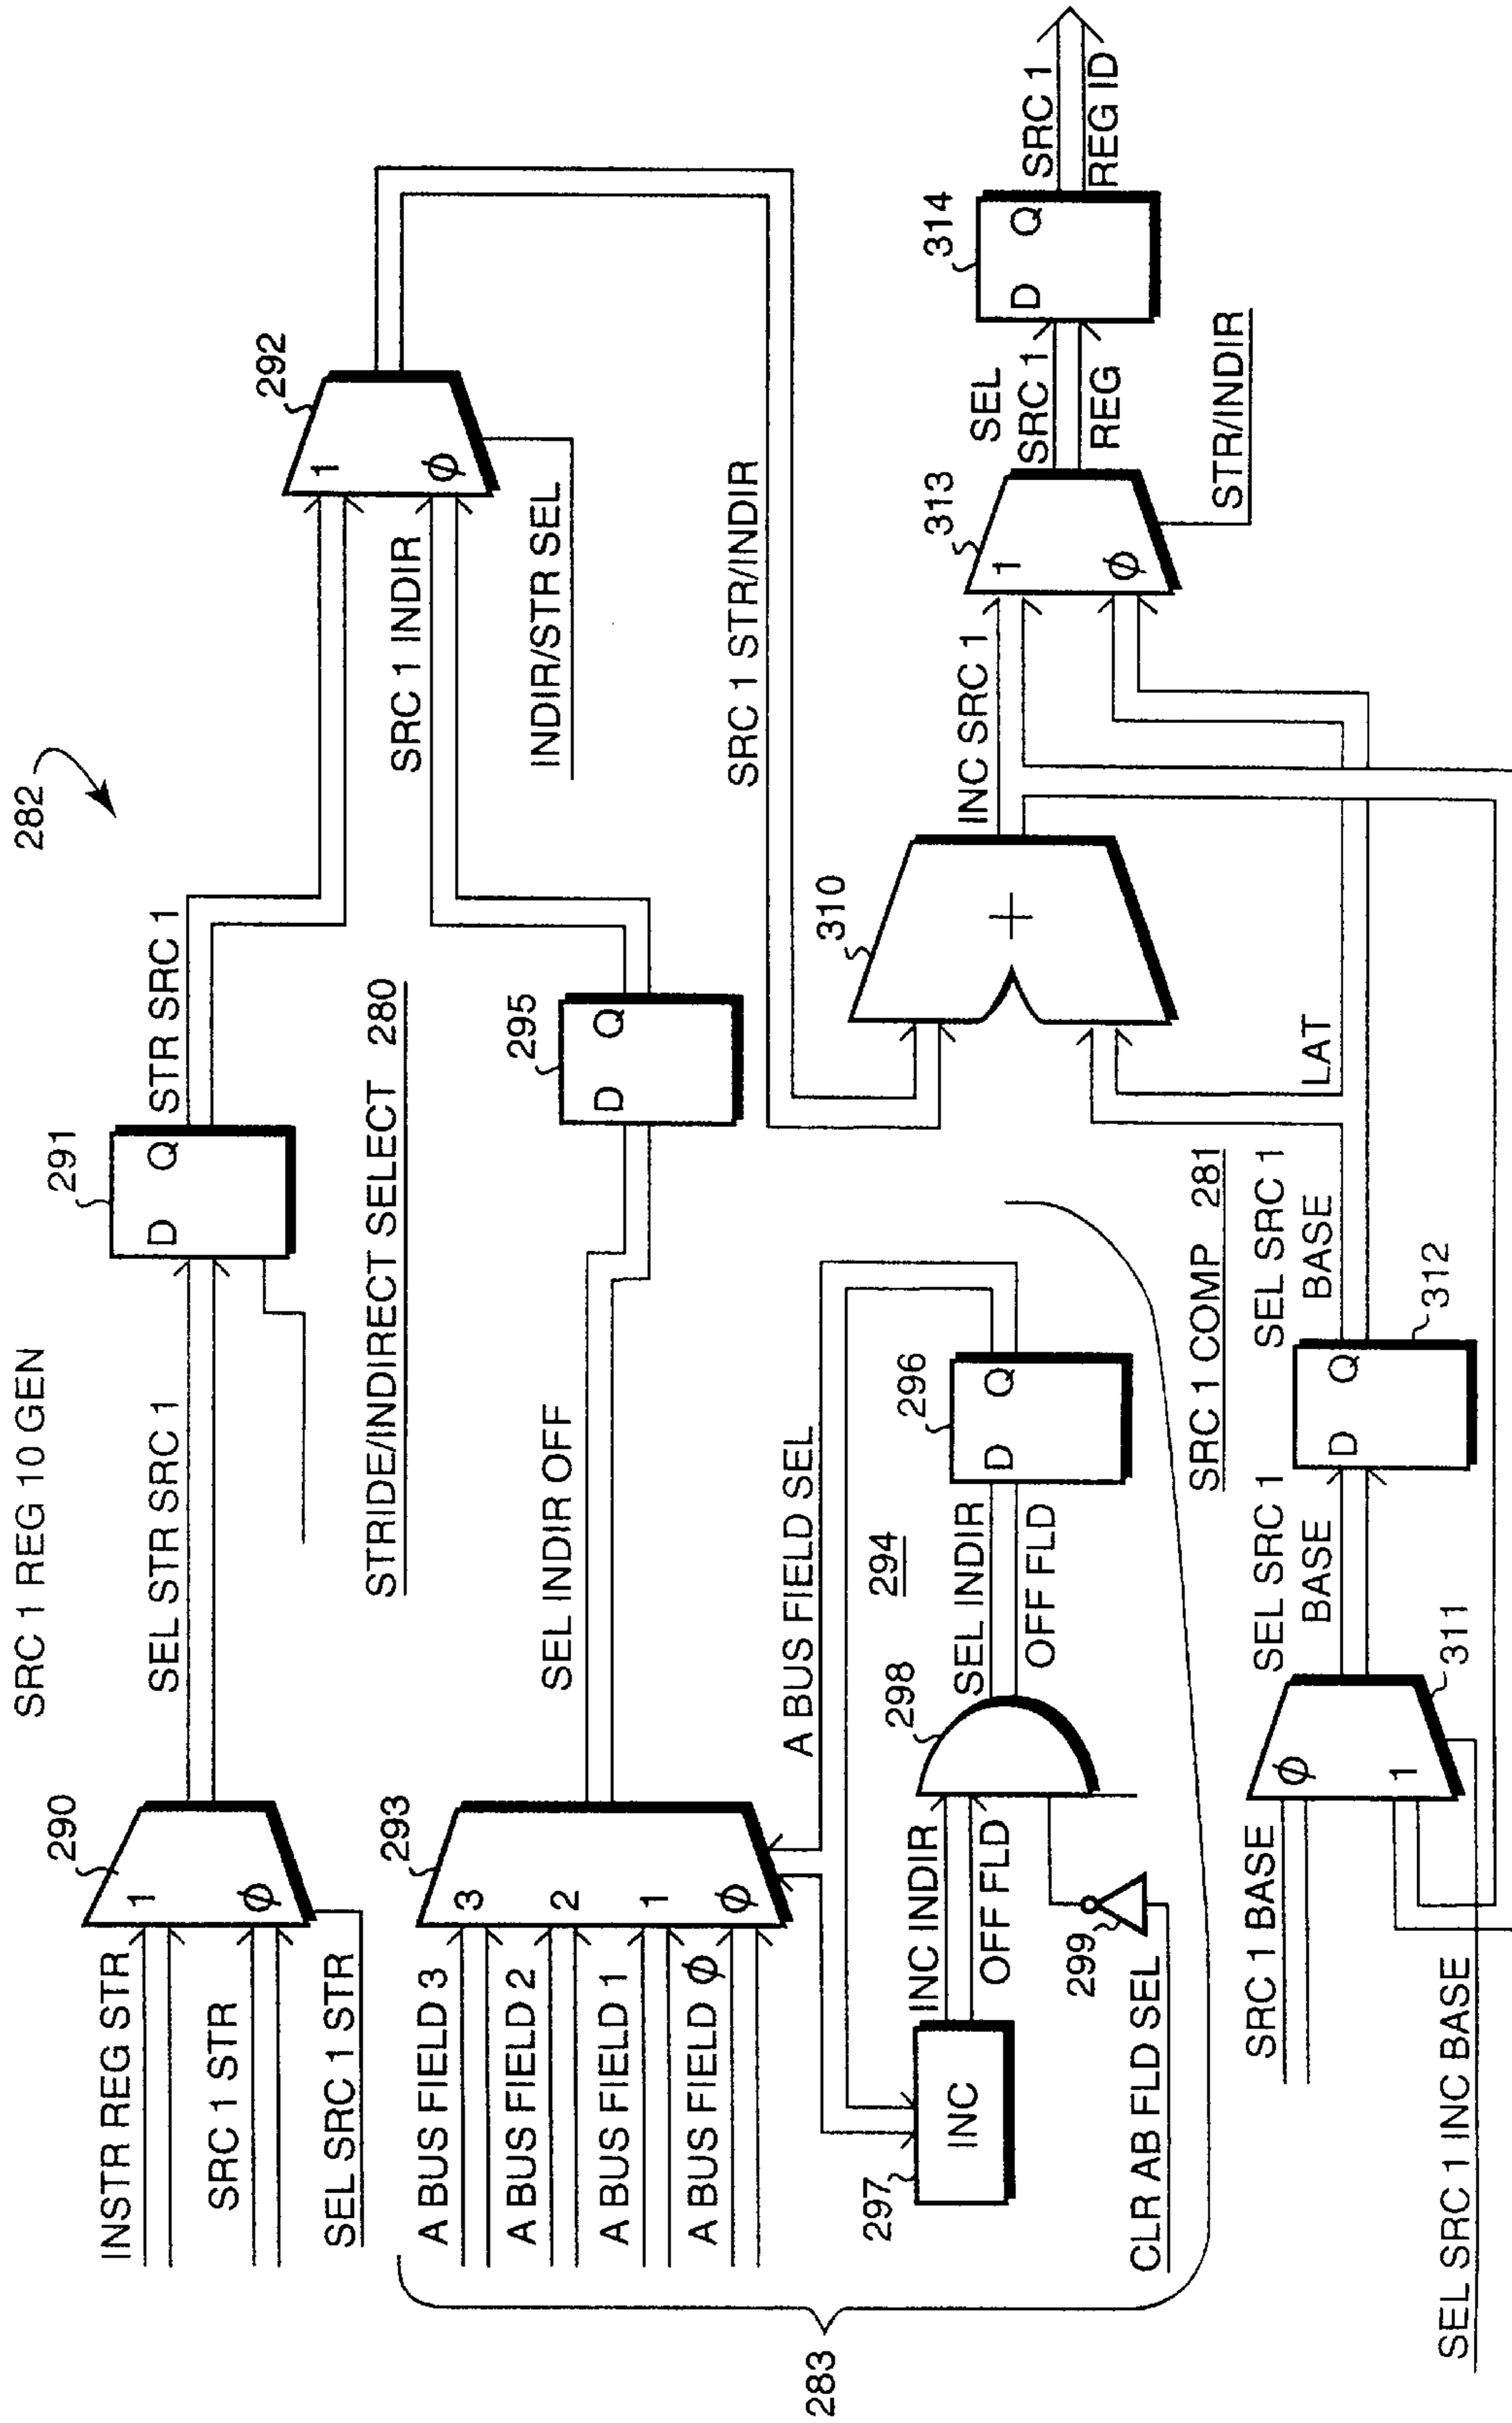 SRC 1 REG 10 GEN
282
INSTR REG STR
SRC 1 STR
SEL SRC 1 STR
290
1
φ
SEL STR SRC 1
291
D Q
STR SRC 1
292
1
φ
SRC 1 INDIR
INDIR/STR SEL
STRIDE/INDIRECT SELECT 280
A BUS FIELD 3
A BUS FIELD 2
A BUS FIELD 1
A BUS FIELD φ
293
3
2
1
φ
SEL INDIR OFF
295
D Q
SRC 1 STR/INDIR
A BUS FIELD SEL
283
297
INC
INC INDIR
OFF FLD
298
299
CLR AB FLD SEL
294
SEL INDIR
OFF FLD
296
D Q
SRC 1 COMP 281
310
+
INC SRC 1
313
1
φ
STR/INDIR
SEL
SRC 1
REG
314
D Q
SRC 1
REG ID
SRC 1 BASE
SEL SRC 1 INC BASE
311
φ
1
SEL SRC 1
BASE
312
D Q
SEL SRC 1
BASE
LAT